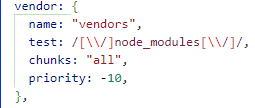 vendor: {
name: "vendors",
test: /[\\/]node_modules[\\/]/,
chunks: "all",
priority: -10,
},